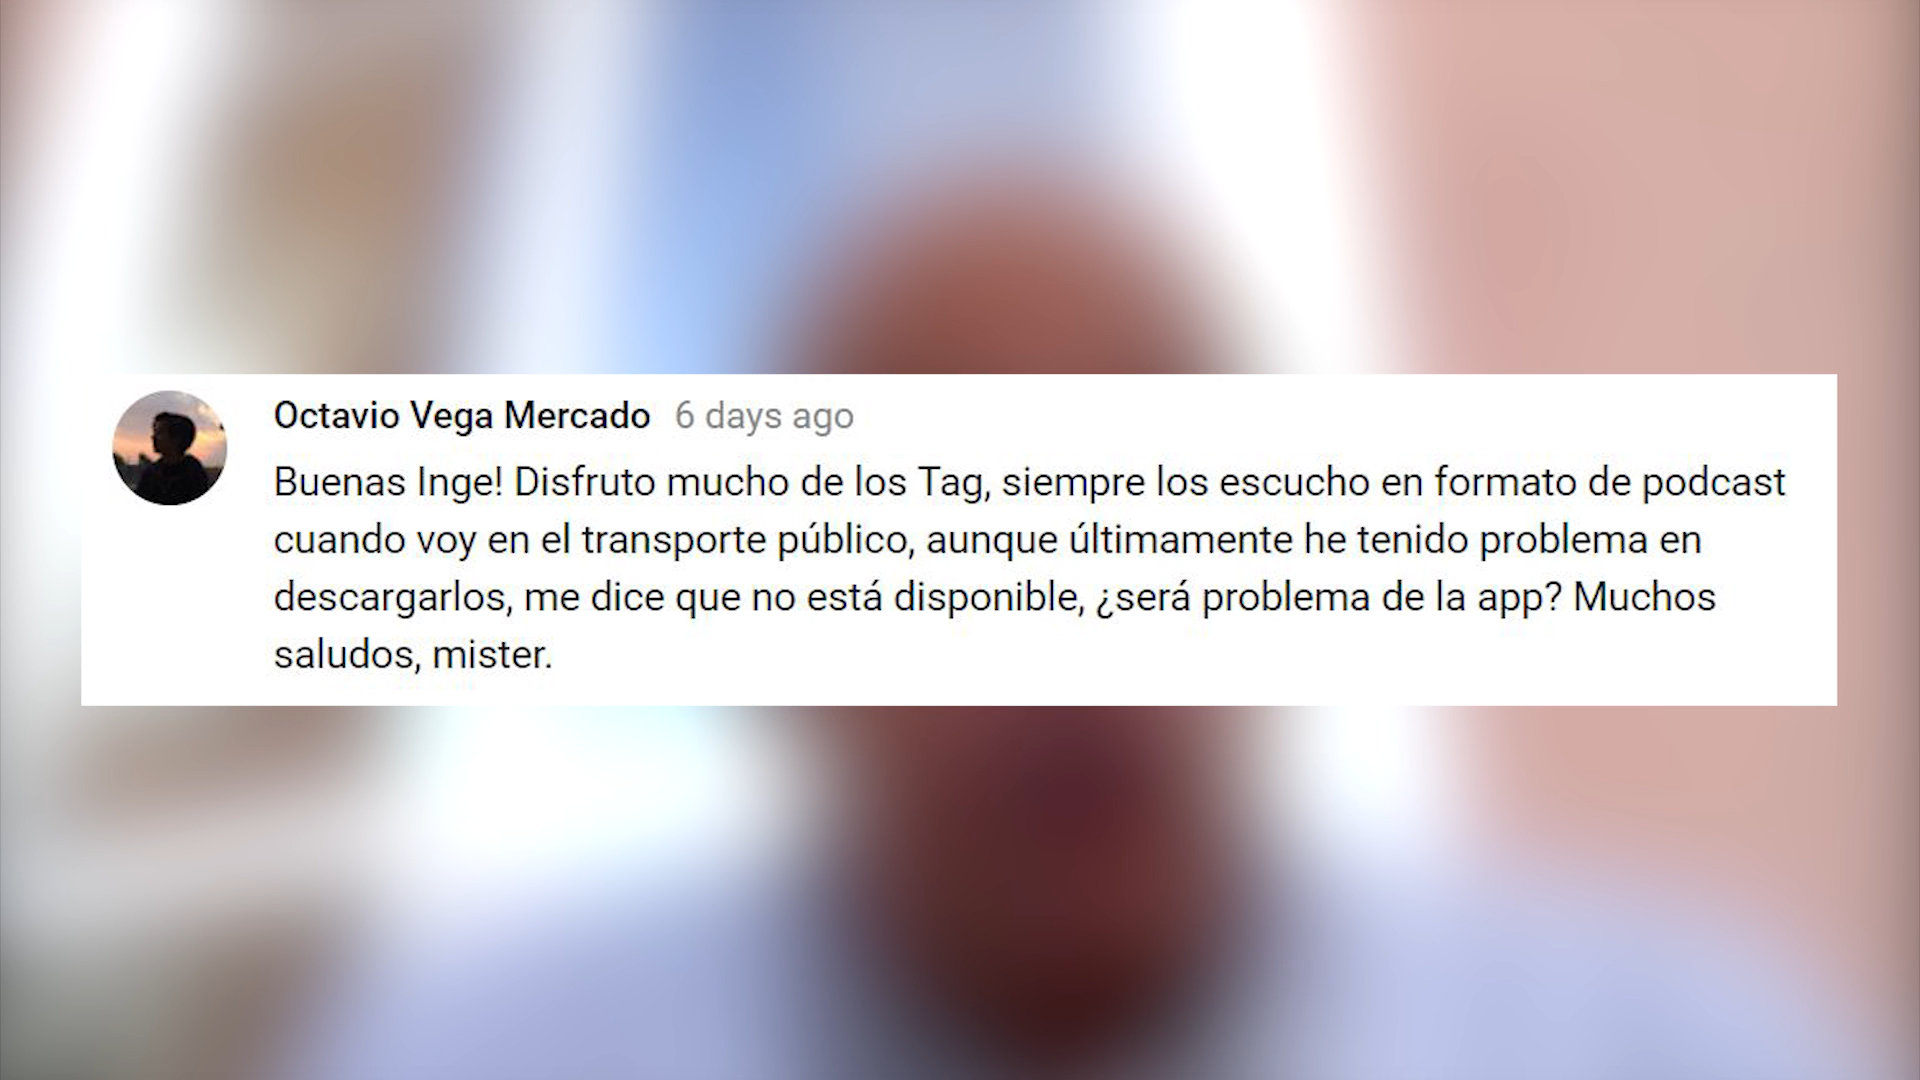 Octavio Vega Mercado 6 days ago
Buenas Inge! Disfruto mucho de los Tag, siempre los escucho en formato de podcast
cuando voy en el transporte público, aunque últimamente he tenido problema en
descargarlos, me dice que no está disponible, ¿será problema de la app? Muchos
saludos, mister.